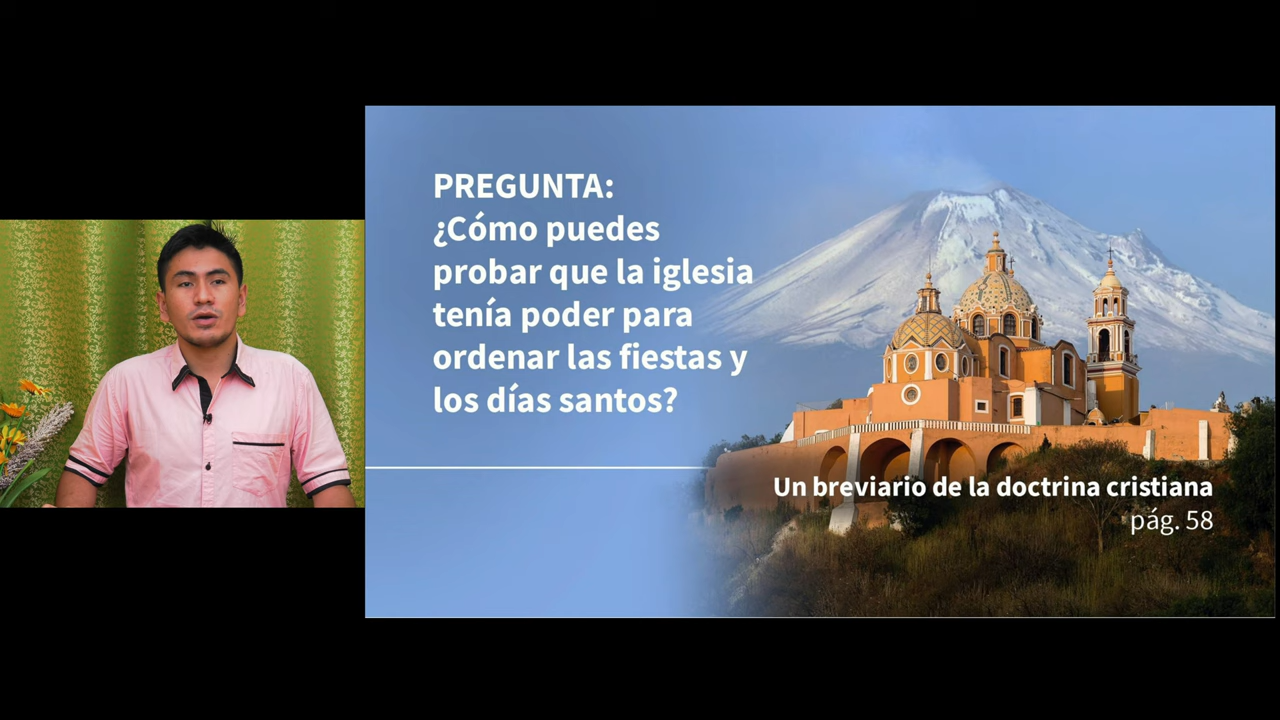 PREGUNTA:
¿Cómo puedes
probar que la iglesia
tenía poder para
ordenar las fiestas y
los días santos?
Un breviario de la doctrina cristiana
pág. 58